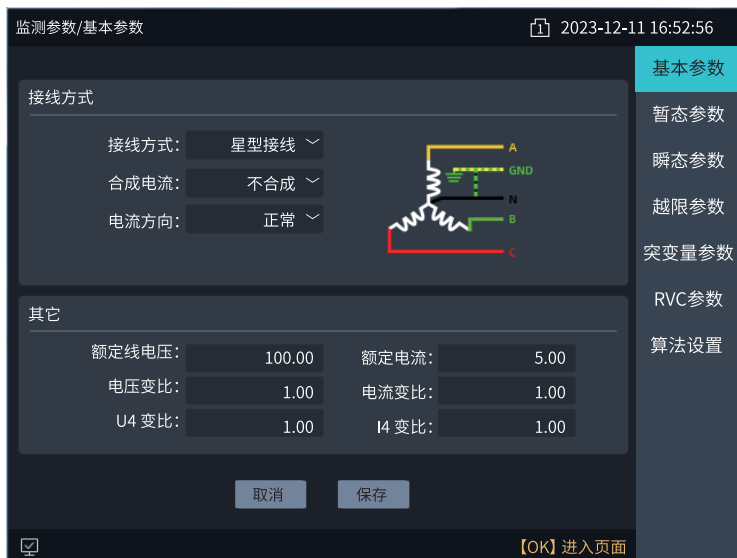 监测参数/基本参数
1 2023-12-11 16:52:56
基本参数
暂态参数
瞬态参数
越限参数
突变量参数
RVC参数
算法设置
接线方式
接线方式: 星型接线
合成电流: 不合成
电流方向: 正常
A
GND
N
B
C
其它
额定线电压: 100.00 额定电流: 5.00
电压变比: 1.00 电流变比: 1.00
U4 变比: 1.00 I4 变比: 1.00
取消 保存
【OK】进入页面